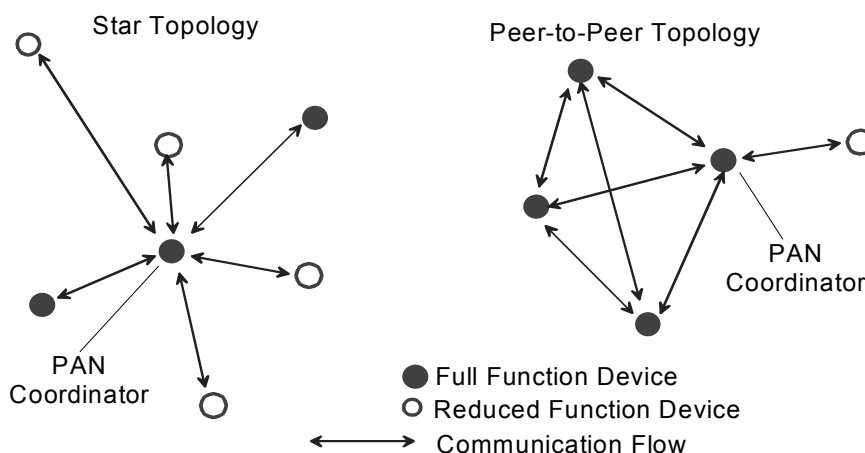 Star Topology
PAN
Coordinator
Peer-to-Peer Topology
PAN
Coordinator
Full Function Device
Reduced Function Device
Communication Flow